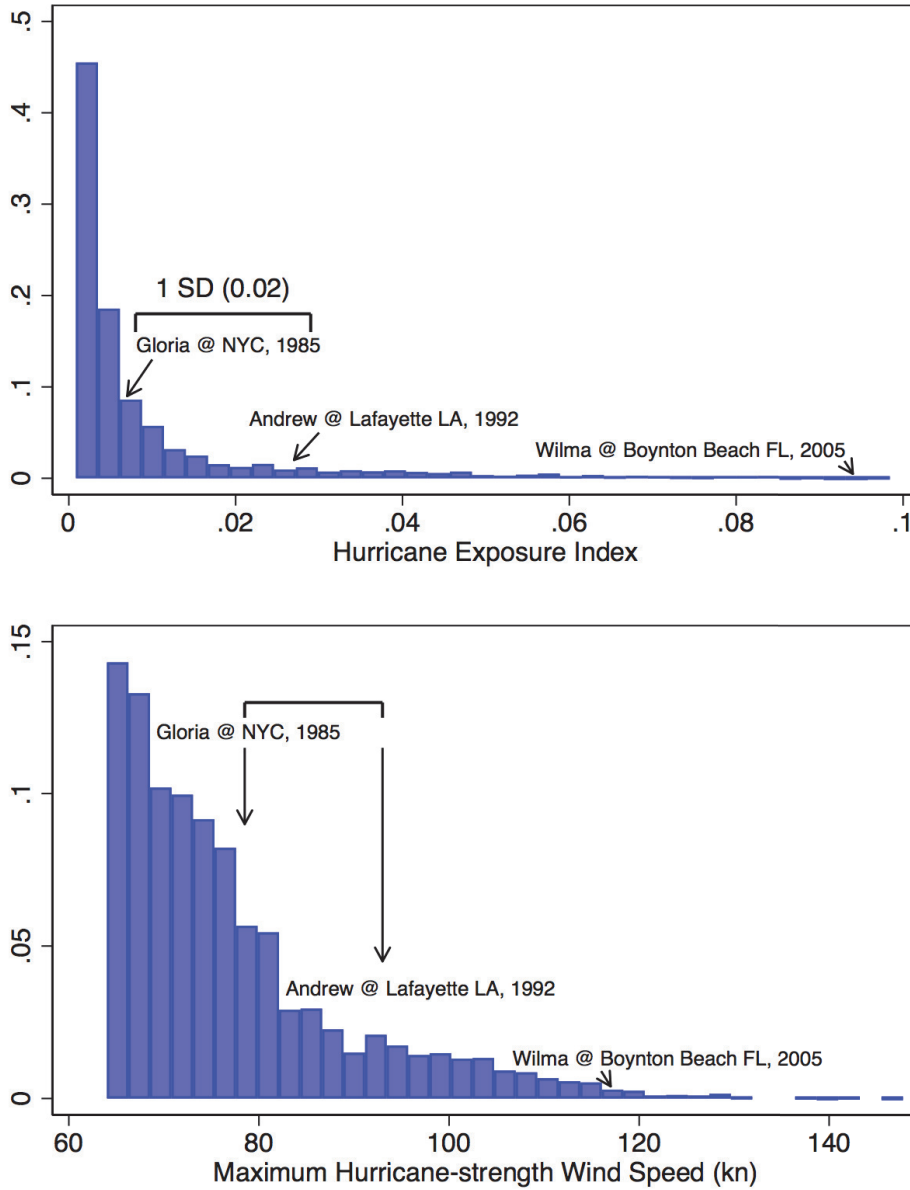 .5
.4
.3
.2
.1
0
1 SD (0.02)
Gloria @ NYC, 1985
Andrew @ Lafayette LA, 1992
Wilma @ Boynton Beach FL, 2005
0 .02 .04 .06 .08 .1
Hurricane Exposure Index
.15
.1
.05
0
Gloria @ NYC, 1985
Andrew @ Lafayette LA, 1992
Wilma @ Boynton Beach FL, 2005
60 80 100 120 140
Maximum Hurricane-strength Wind Speed (kn)